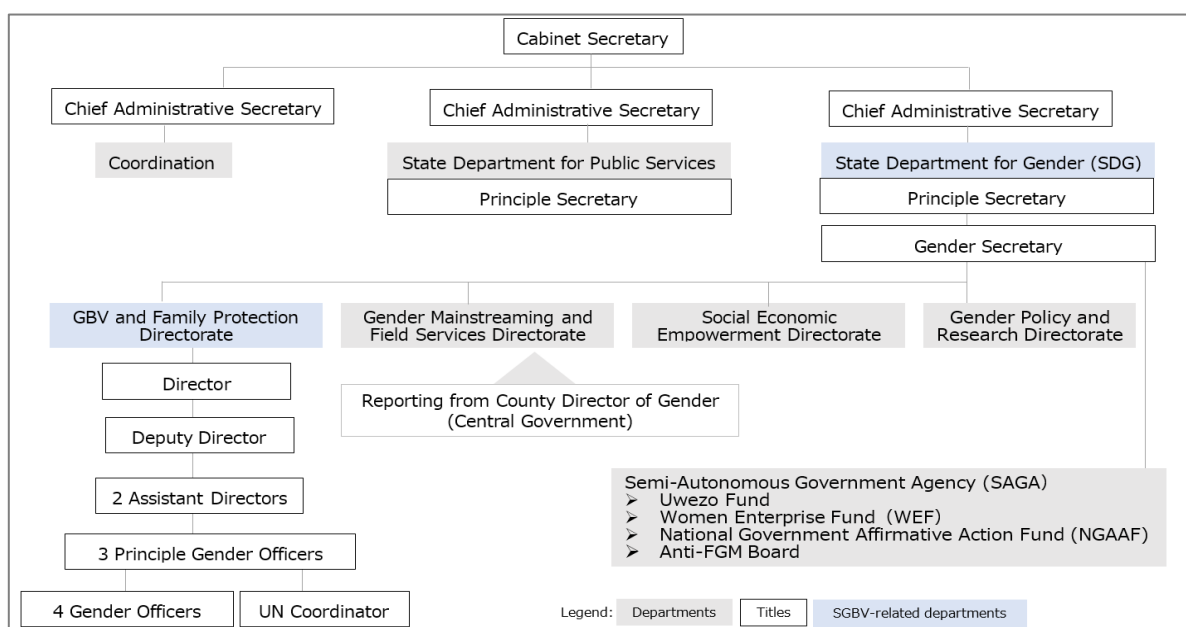 Cabinet Secretary
Chief Administrative Secretary
Chief Administrative Secretary
Chief Administrative Secretary
Coordination
State Department for Public Services
State Department for Gender (SDG)
Principle Secretary
Principle Secretary
Gender Secretary
GBV and Family Protection
Directorate
Gender Mainstreaming and
Field Services Directorate
Social Economic
Empowerment Directorate
Gender Policy and
Research Directorate
Director
Reporting from County Director of Gender
(Central Government)
Deputy Director
2 Assistant Directors
3 Principle Gender Officers
4 Gender Officers
UN Coordinator
Semi-Autonomous Government Agency (SAGA)
➢ Uwezo Fund
➢ Women Enterprise Fund（WEF)
➢ National Government Affirmative Action Fund (NGAAF)
➢ Anti-FGM Board
Legend: Departments Titles SGBV-related departments